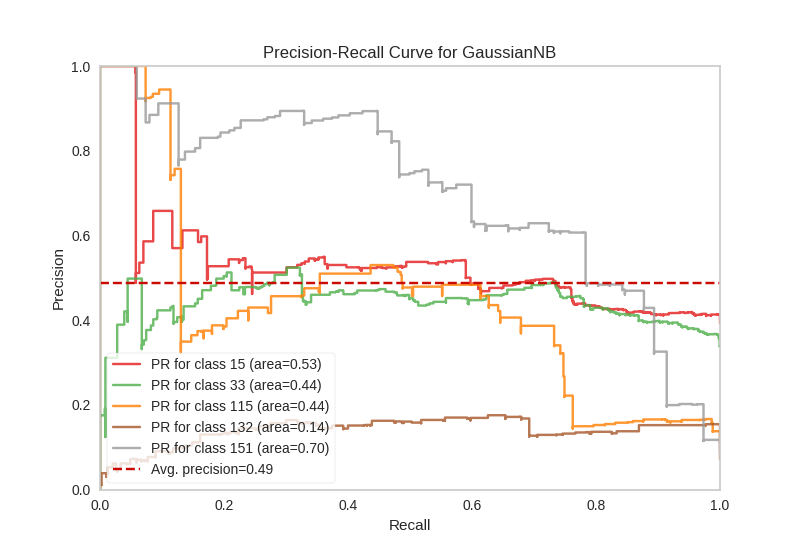 Precision-Recall Curve for GaussianNB
1.0
0.8
0.6
0.4
0.2
0.0
Precision
PR for class 15 (area=0.53)
PR for class 33 (area=0.44)
PR for class 115 (area=0.44)
PR for class 132 (area=0.14)
PR for class 151 (area=0.70)
Avg. precision=0.49
0.0 0.2 0.4 0.6 0.8 1.0
Recall